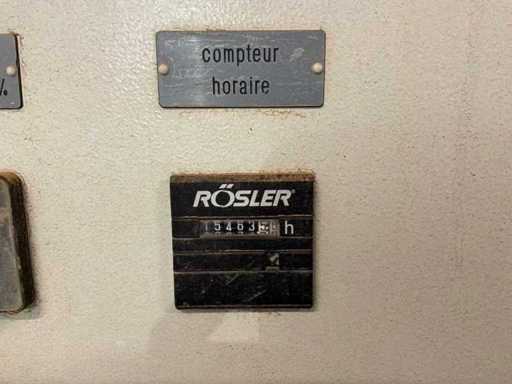 compteur
horaire
%
RÖSLER
h